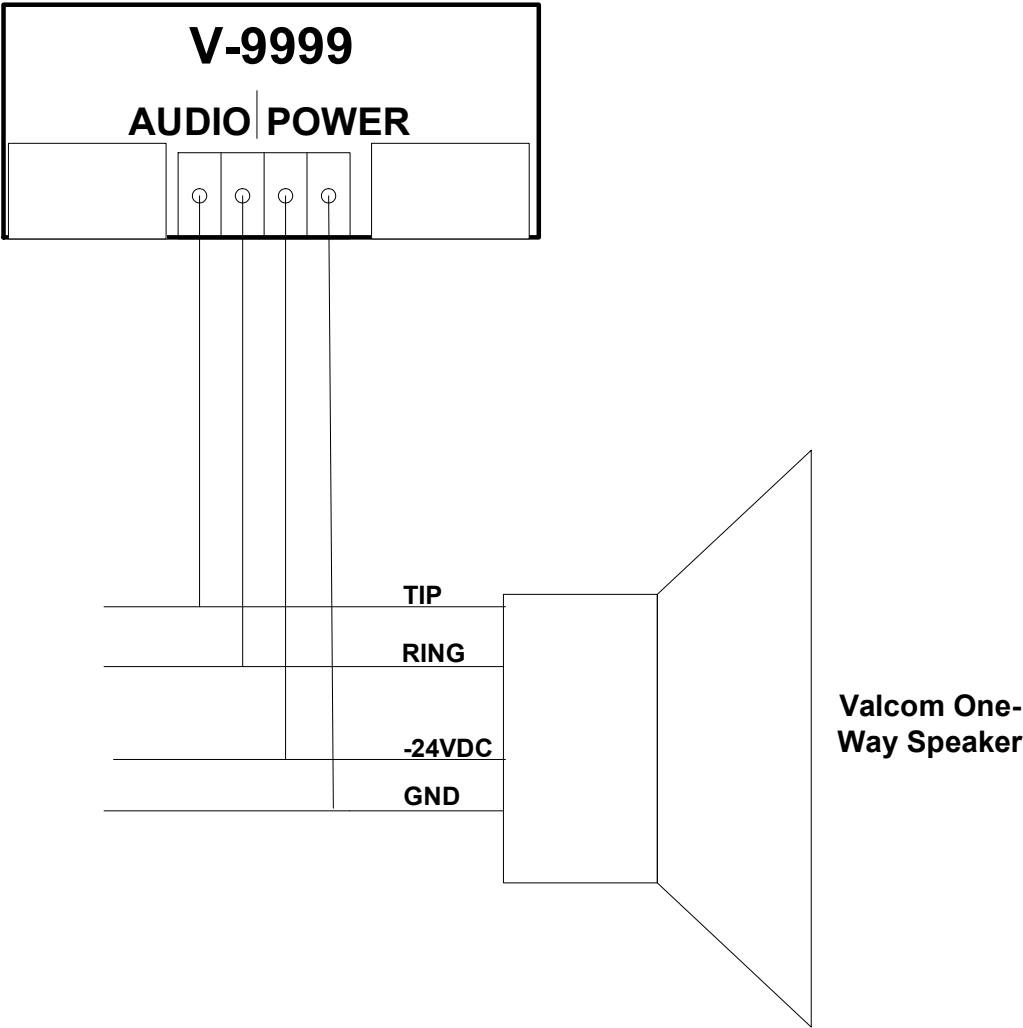 V-9999
AUDIO POWER
TIP
RING
-24VDC
GND
Valcom One-
Way Speaker